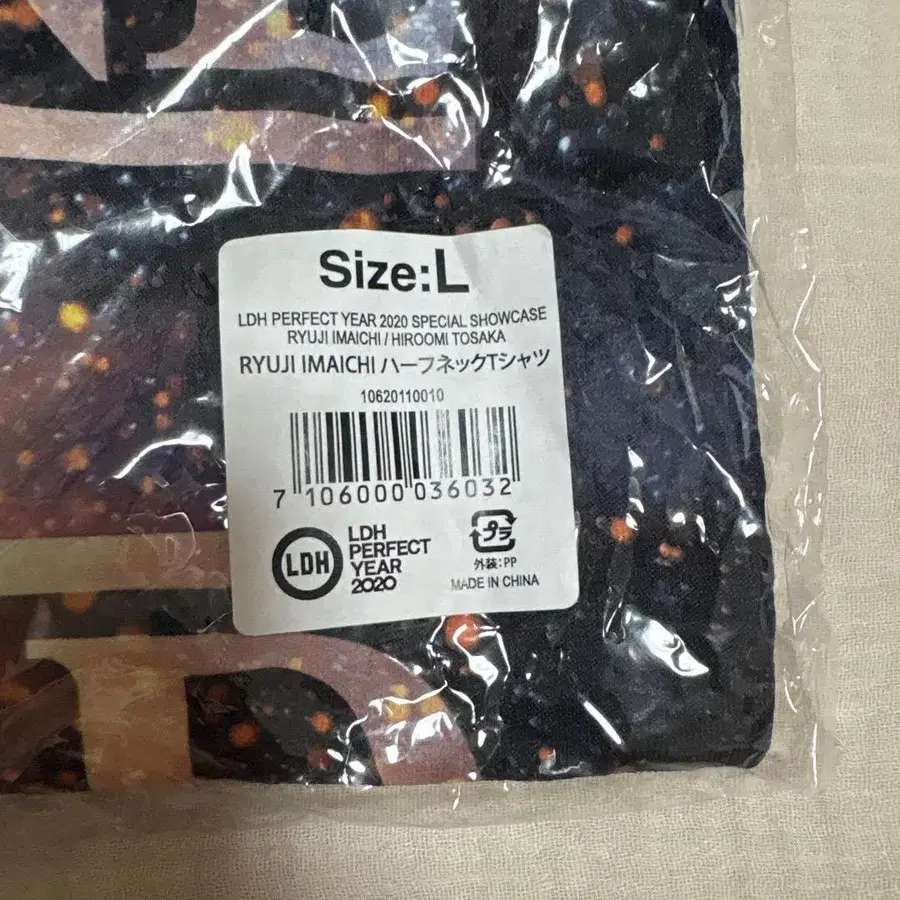 Size:L
LDH PERFECT YEAR 2020 SPECIAL SHOWCASE
RYUJI IMAICHI / HIROOMI TOSAKA
RYUJI IMAICHI ハーフネックTシャツ
10620110010
7 106000 036032
LDH
LDH
PERFECT
YEAR
2020
プラ
外装:PP
MADE IN CHINA